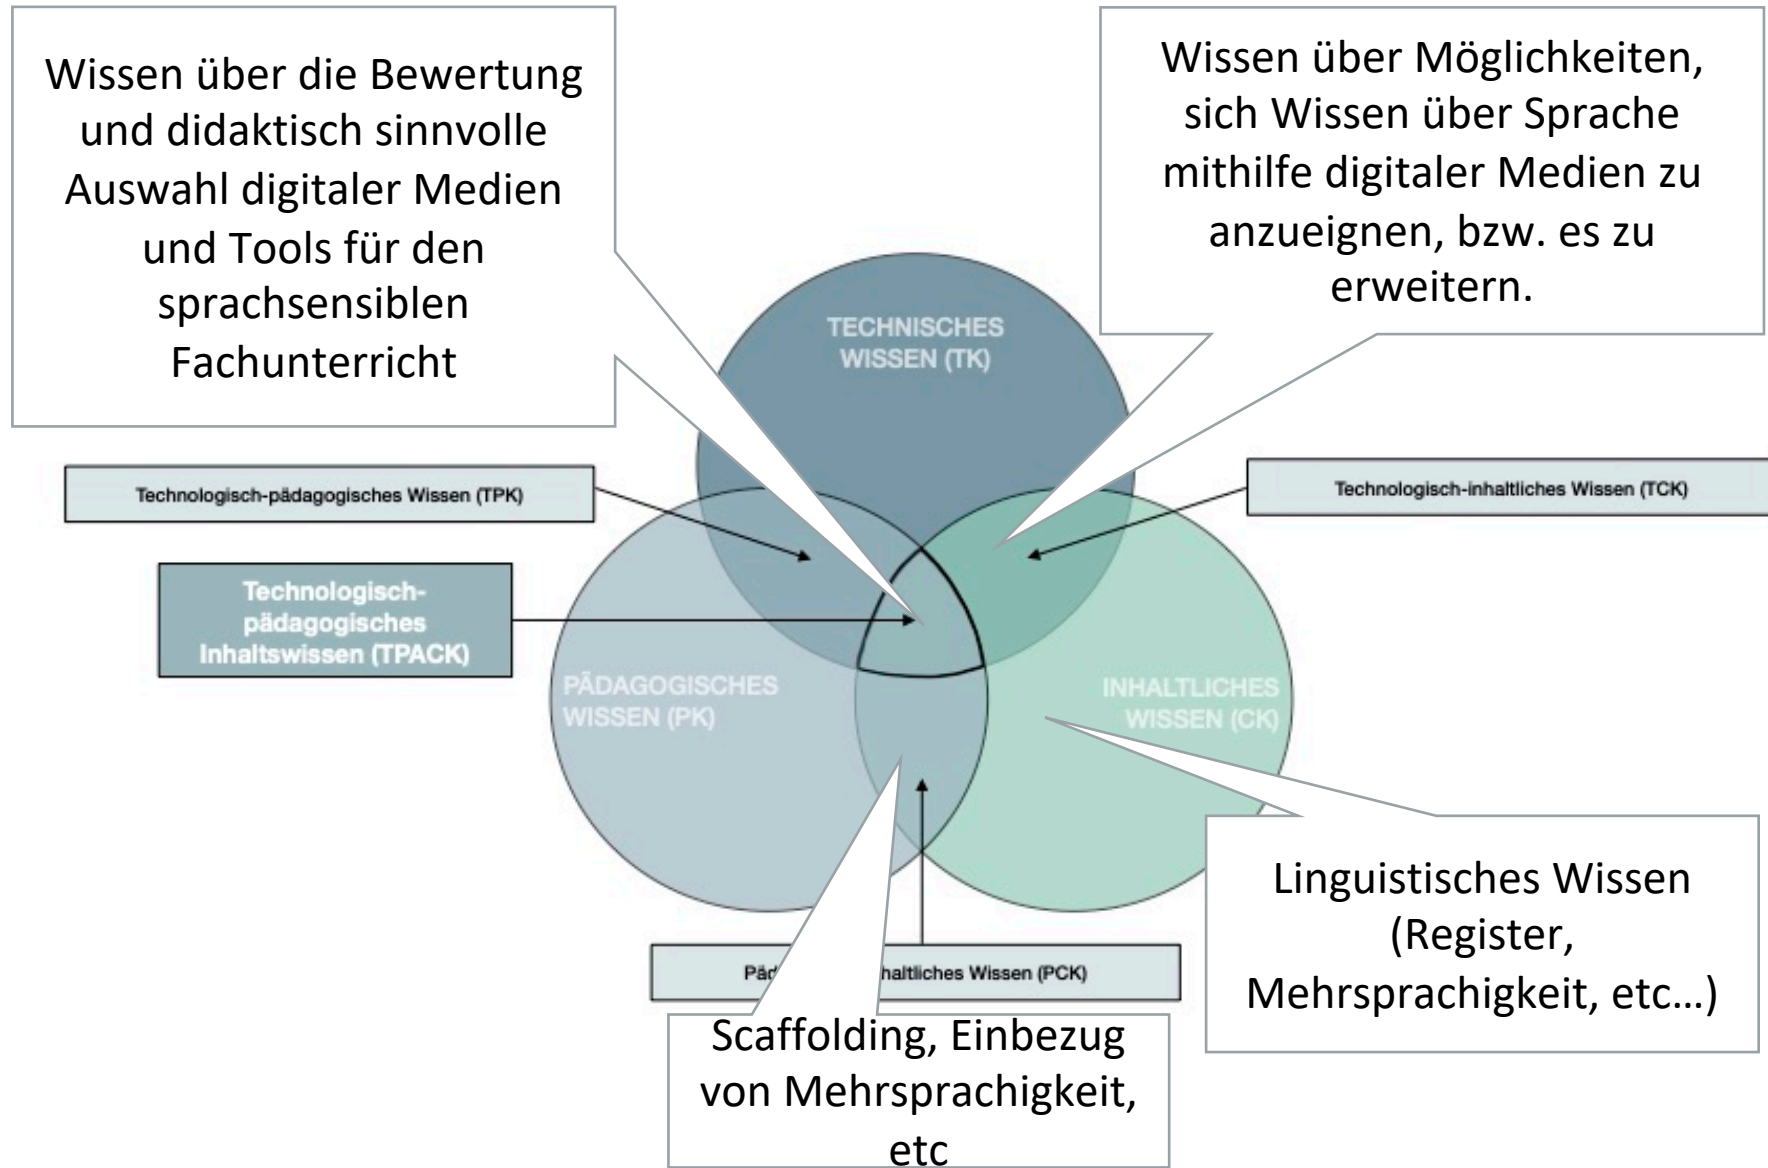 Wissen über die Bewertung
und didaktisch sinnvolle
Auswahl digitaler Medien
und Tools für den
sprachsensiblen
Fachunterricht
Wissen über Möglichkeiten,
sich Wissen über Sprache
mithilfe digitaler Medien zu
anzueignen, bzw. es zu
erweitern.
TECHNISCHES
WISSEN (TK)
Technologisch-pädagogisches Wissen (TPK)
Technologisch-inhaltliches Wissen (TCK)
Technologisch-
pädagogisches
Inhaltswissen (TPACK)
PÄDAGOGISCHES
WISSEN (PK)
INHALTLICHES
WISSEN (CK)
Linguistisches Wissen
(Register,
Mehrsprachigkeit, etc…)
Wissen (PCK)
Scaffolding, Einbezug
von Mehrsprachigkeit,
etc